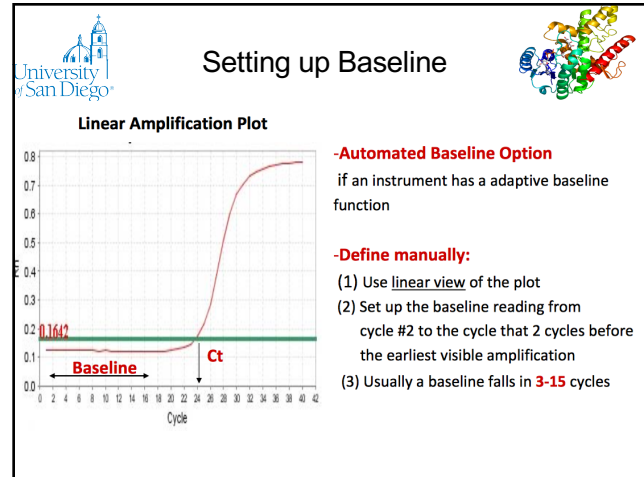 University
of San Diego®
Setting up Baseline
Linear Amplification Plot
0.8
0.7
0.6
0.5
0.4
0.3
0.2
0.1642
0.1
0.0
Baseline
Ct
0 2 4 6 8 10 12 14 16 18 20 22 24 26 28 30 32 34 36 38 40 42
Cycle
-Automated Baseline Option
if an instrument has a adaptive baseline
function
-Define manually:
(1) Use linear view of the plot
(2) Set up the baseline reading from
cycle #2 to the cycle that 2 cycles before
the earliest visible amplification
(3) Usually a baseline falls in 3-15 cycles